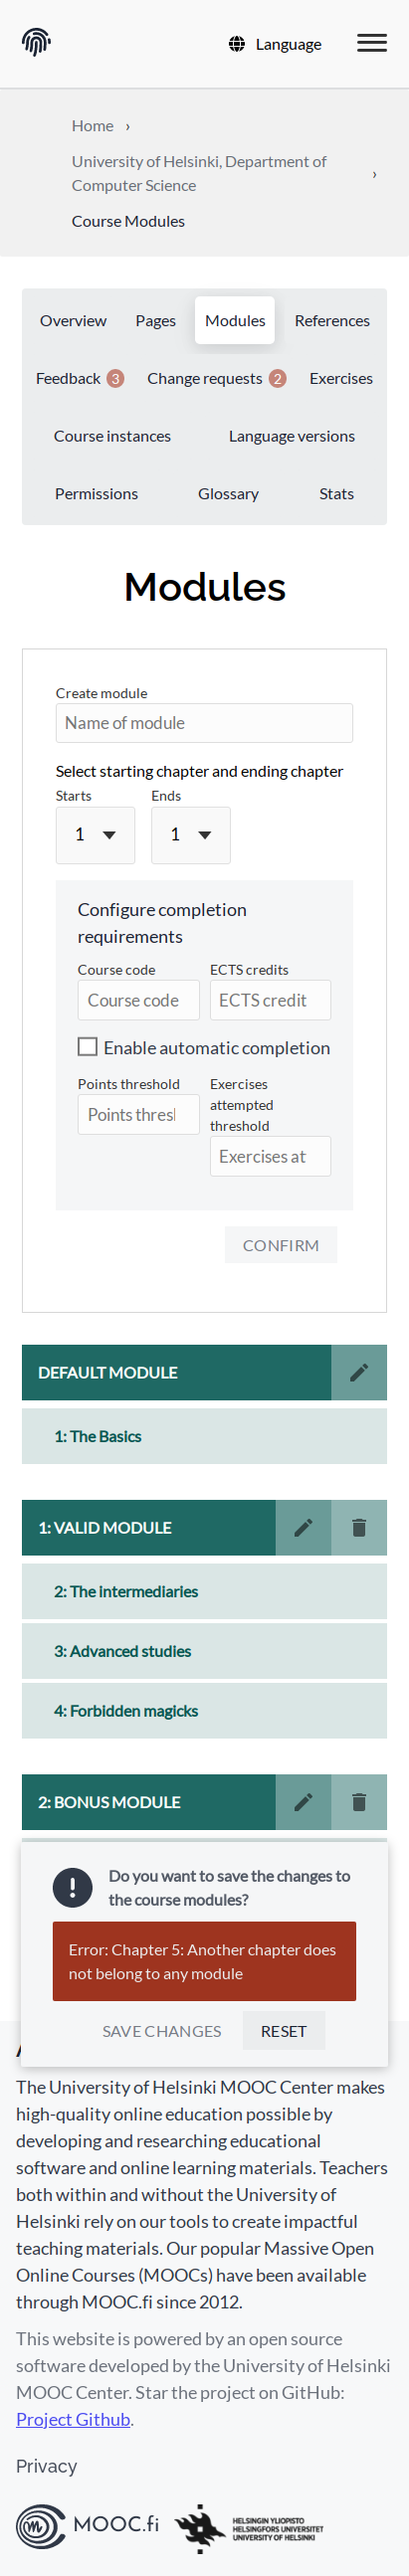 Language
Home ›
University of Helsinki, Department of
Computer Science
›
Course Modules
Overview Pages Modules References
Feedback 3 Change requests 2 Exercises
Course instances Language versions
Permissions Glossary Stats
Modules
Create module
Name of module
Select starting chapter and ending chapter
Starts Ends
1 1
Configure completion
requirements
Course code ECTS credits
Course code ECTS credit
Enable automatic completion
Points threshold Exercises
attempted
threshold
Points thresl
Exercises at
CONFIRM
DEFAULT MODULE
1: The Basics
1: VALID MODULE
2: The intermediaries
3: Advanced studies
4: Forbidden magicks
2: BONUS MODULE
Do you want to save the changes to
the course modules?
Error: Chapter 5: Another chapter does
not belong to any module
SAVE CHANGES RESET
The University of Helsinki MOOC Center makes
high-quality online education possible by
developing and researching educational
software and online learning materials. Teachers
both within and without the University of
Helsinki rely on our tools to create impactful
teaching materials. Our popular Massive Open
Online Courses (MOOCs) have been available
through MOOC.fi since 2012.
This website is powered by an open source
software developed by the University of Helsinki
MOOC Center. Star the project on GitHub:
Project Github.
Privacy
MOOC.fi
HELSINGIN YLIOPISTO
HELSINGFORS UNIVERSITET
UNIVERSITY OF HELSINKI